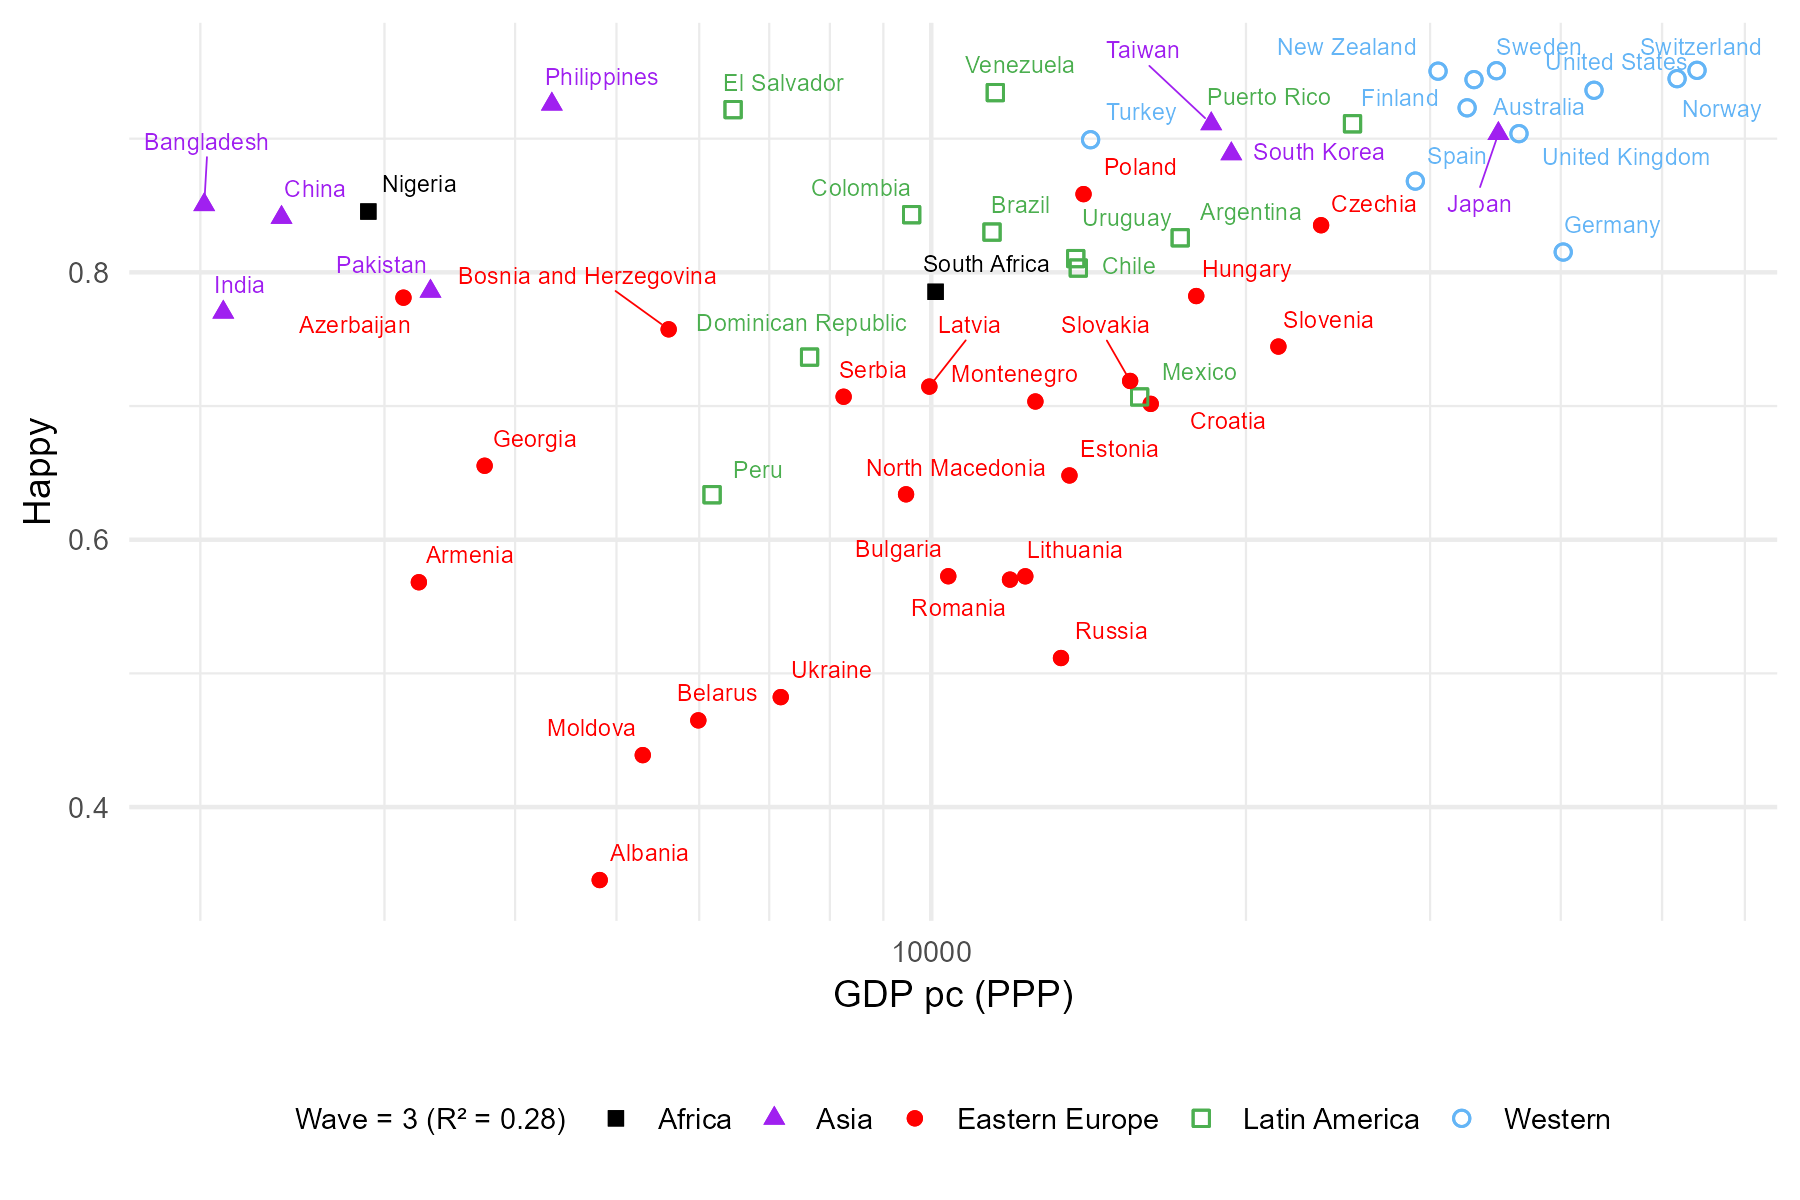 Taiwan
New Zealand
Sweden
Switzerland
Venezuela
United States
Philippines
El Salvador
Puerto Rico
Finland
Australia
Norway
Turkey
Bangladesh
South Korea
Spain
United Kingdom
Poland
China
Nigeria
Colombia
Brazil
Uruguay
Argentina
Czechia
Japan
Germany
0.8
India
Pakistan
Bosnia and Herzegovina
South Africa
Chile
Hungary
Azerbaijan
Dominican Republic
Latvia
Slovakia
Slovenia
Serbia
Montenegro
Mexico
Croatia
Happy
Georgia
Peru
North Macedonia
Estonia
0.6
Armenia
Bulgaria
Lithuania
Romania
Russia
Ukraine
Belarus
Moldova
0.4
Albania
10000
GDP pc (PPP)
Wave = 3 (R² = 0.28) Africa Asia Eastern Europe Latin America Western